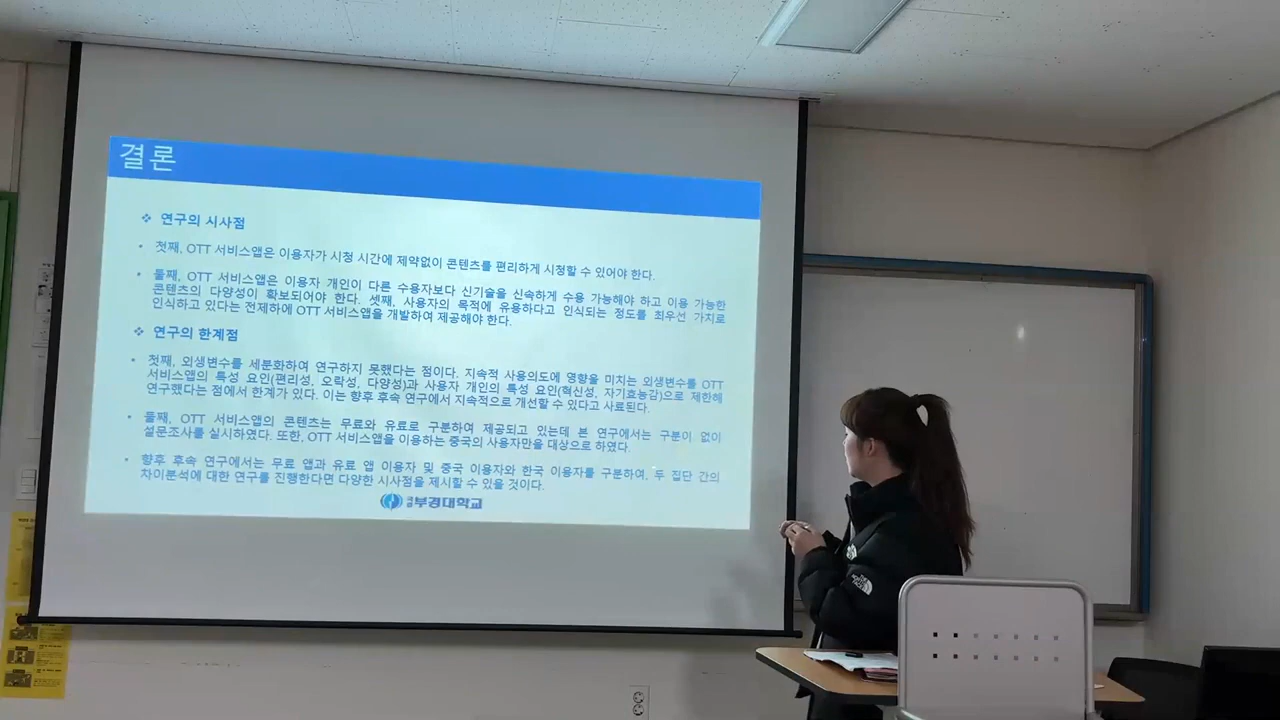 결론
❖ 연구의 시사점
• 첫째, OTT 서비스앱은 이용자가 시청 시간에 제약없이 콘텐츠를 편리하게 시청할 수 있어야 한다.
• 둘째, OTT 서비스앱은 이용자 개인이 다른 수용자보다 신기술을 신속하게 수용 가능해야 하고 이용 가능한
콘텐츠의 다양성이 확보되어야 한다. 셋째, 사용자의 목적에 유용하다고 인식되는 정도를 최우선 가치로
인식하고 있다는 전제하에 OTT 서비스앱을 개발하여 제공해야 한다.
❖ 연구의 한계점
• 첫째, 외생변수를 세분화하여 연구하지 못했다는 점이다. 지속적 사용의도에 영향을 미치는 외생변수를 OTT
서비스앱의 특성 요인(편리성, 오락성, 다양성)과 사용자 개인의 특성 요인(혁신성, 자기효능감)으로 제한해
연구했다는 점에서 한계가 있다. 이는 향후 후속 연구에서 지속적으로 개선할 수 있다고 사료된다.
• 둘째, OTT 서비스앱의 콘텐츠는 무료와 유료로 구분하여 제공되고 있는데 본 연구에서는 구분이 없이
설문조사를 실시하였다. 또한, OTT 서비스앱을 이용하는 중국의 사용자만을 대상으로 하였다.
• 향후 후속 연구에서는 무료 앱과 유료 앱 이용자 및 중국 이용자와 한국 이용자를 구분하여, 두 집단 간의
차이분석에 대한 연구를 진행한다면 다양한 시사점을 제시할 수 있을 것이다.
국립 부경대학교
THE NORTH FACE